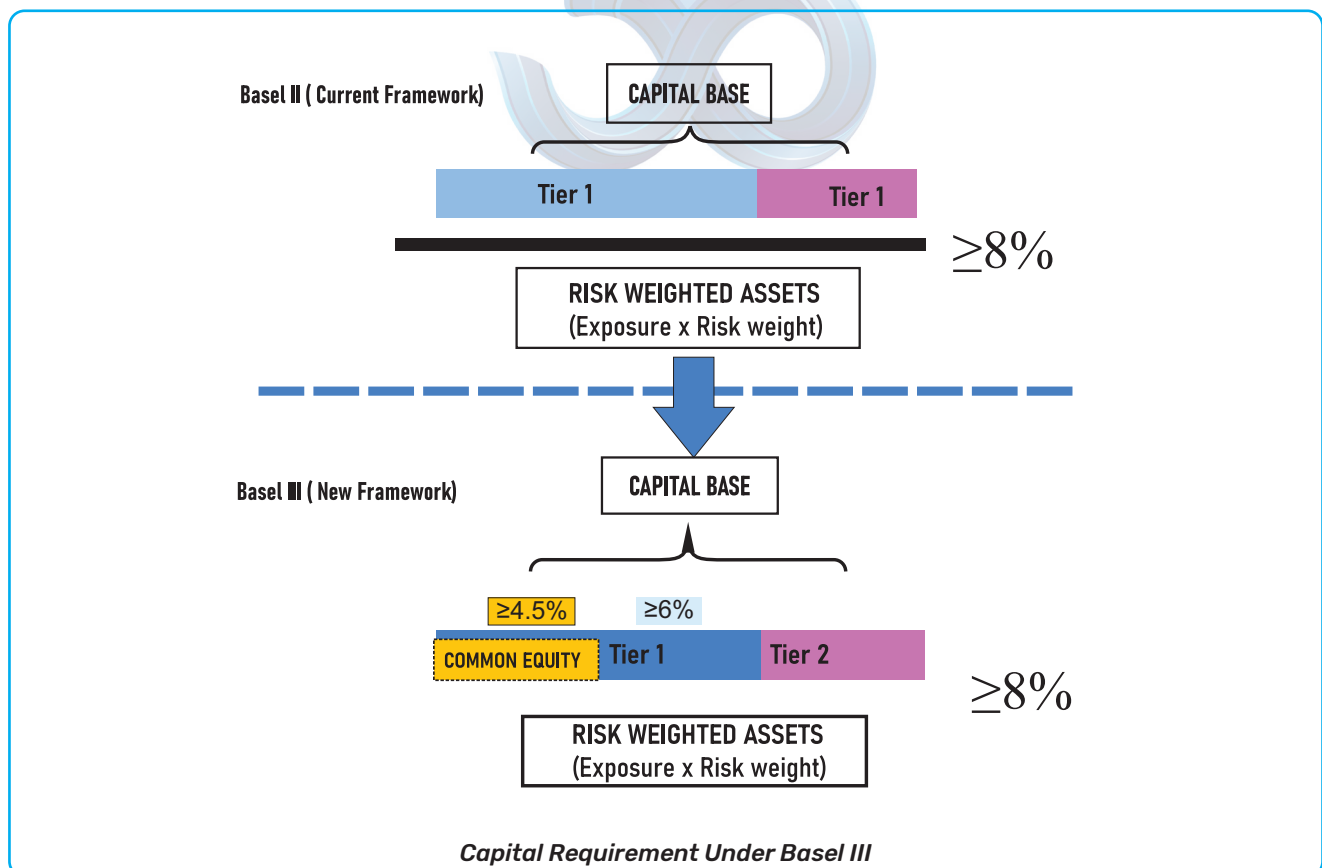 CAPITAL BASE
Basel II ( Current Framework)
Tier 1
Tier 1
≥8%
RISK WEIGHTED ASSETS
(Exposure x Risk weight)
CAPITAL BASE
Basel III ( New Framework)
≥4.5%
≥6%
COMMON EQUITY
Tier 1
Tier 2
≥8%
RISK WEIGHTED ASSETS
(Exposure x Risk weight)
Capital Requirement Under Basel III